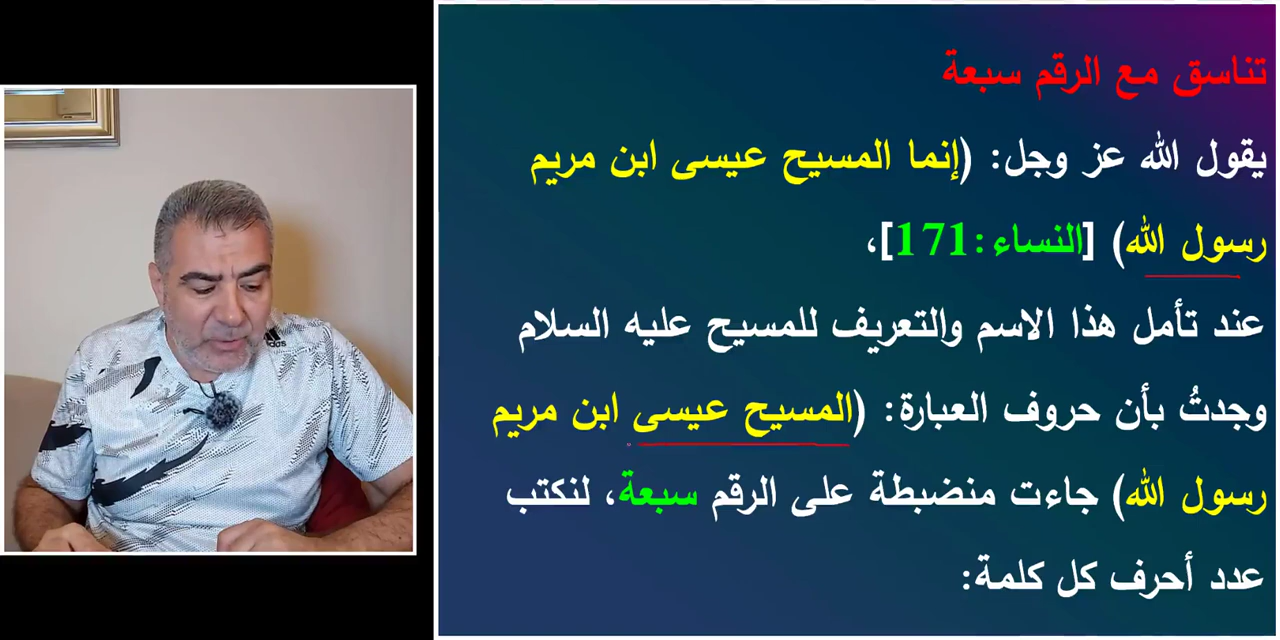 تناسق مع الرقم سبعة
يقول الله عز وجل: (إنما المسيح عيسى ابن مريم
رسول الله) [النساء: 171]،
عند تأمل هذا الاسم والتعريف للمسيح عليه السلام
وجدتُ بأن حروف العبارة: (المسيح عيسى ابن مريم
رسول الله) جاءت منضبطة على الرقم سبعة، لنكتب
عدد أحرف كل كلمة:
adidas